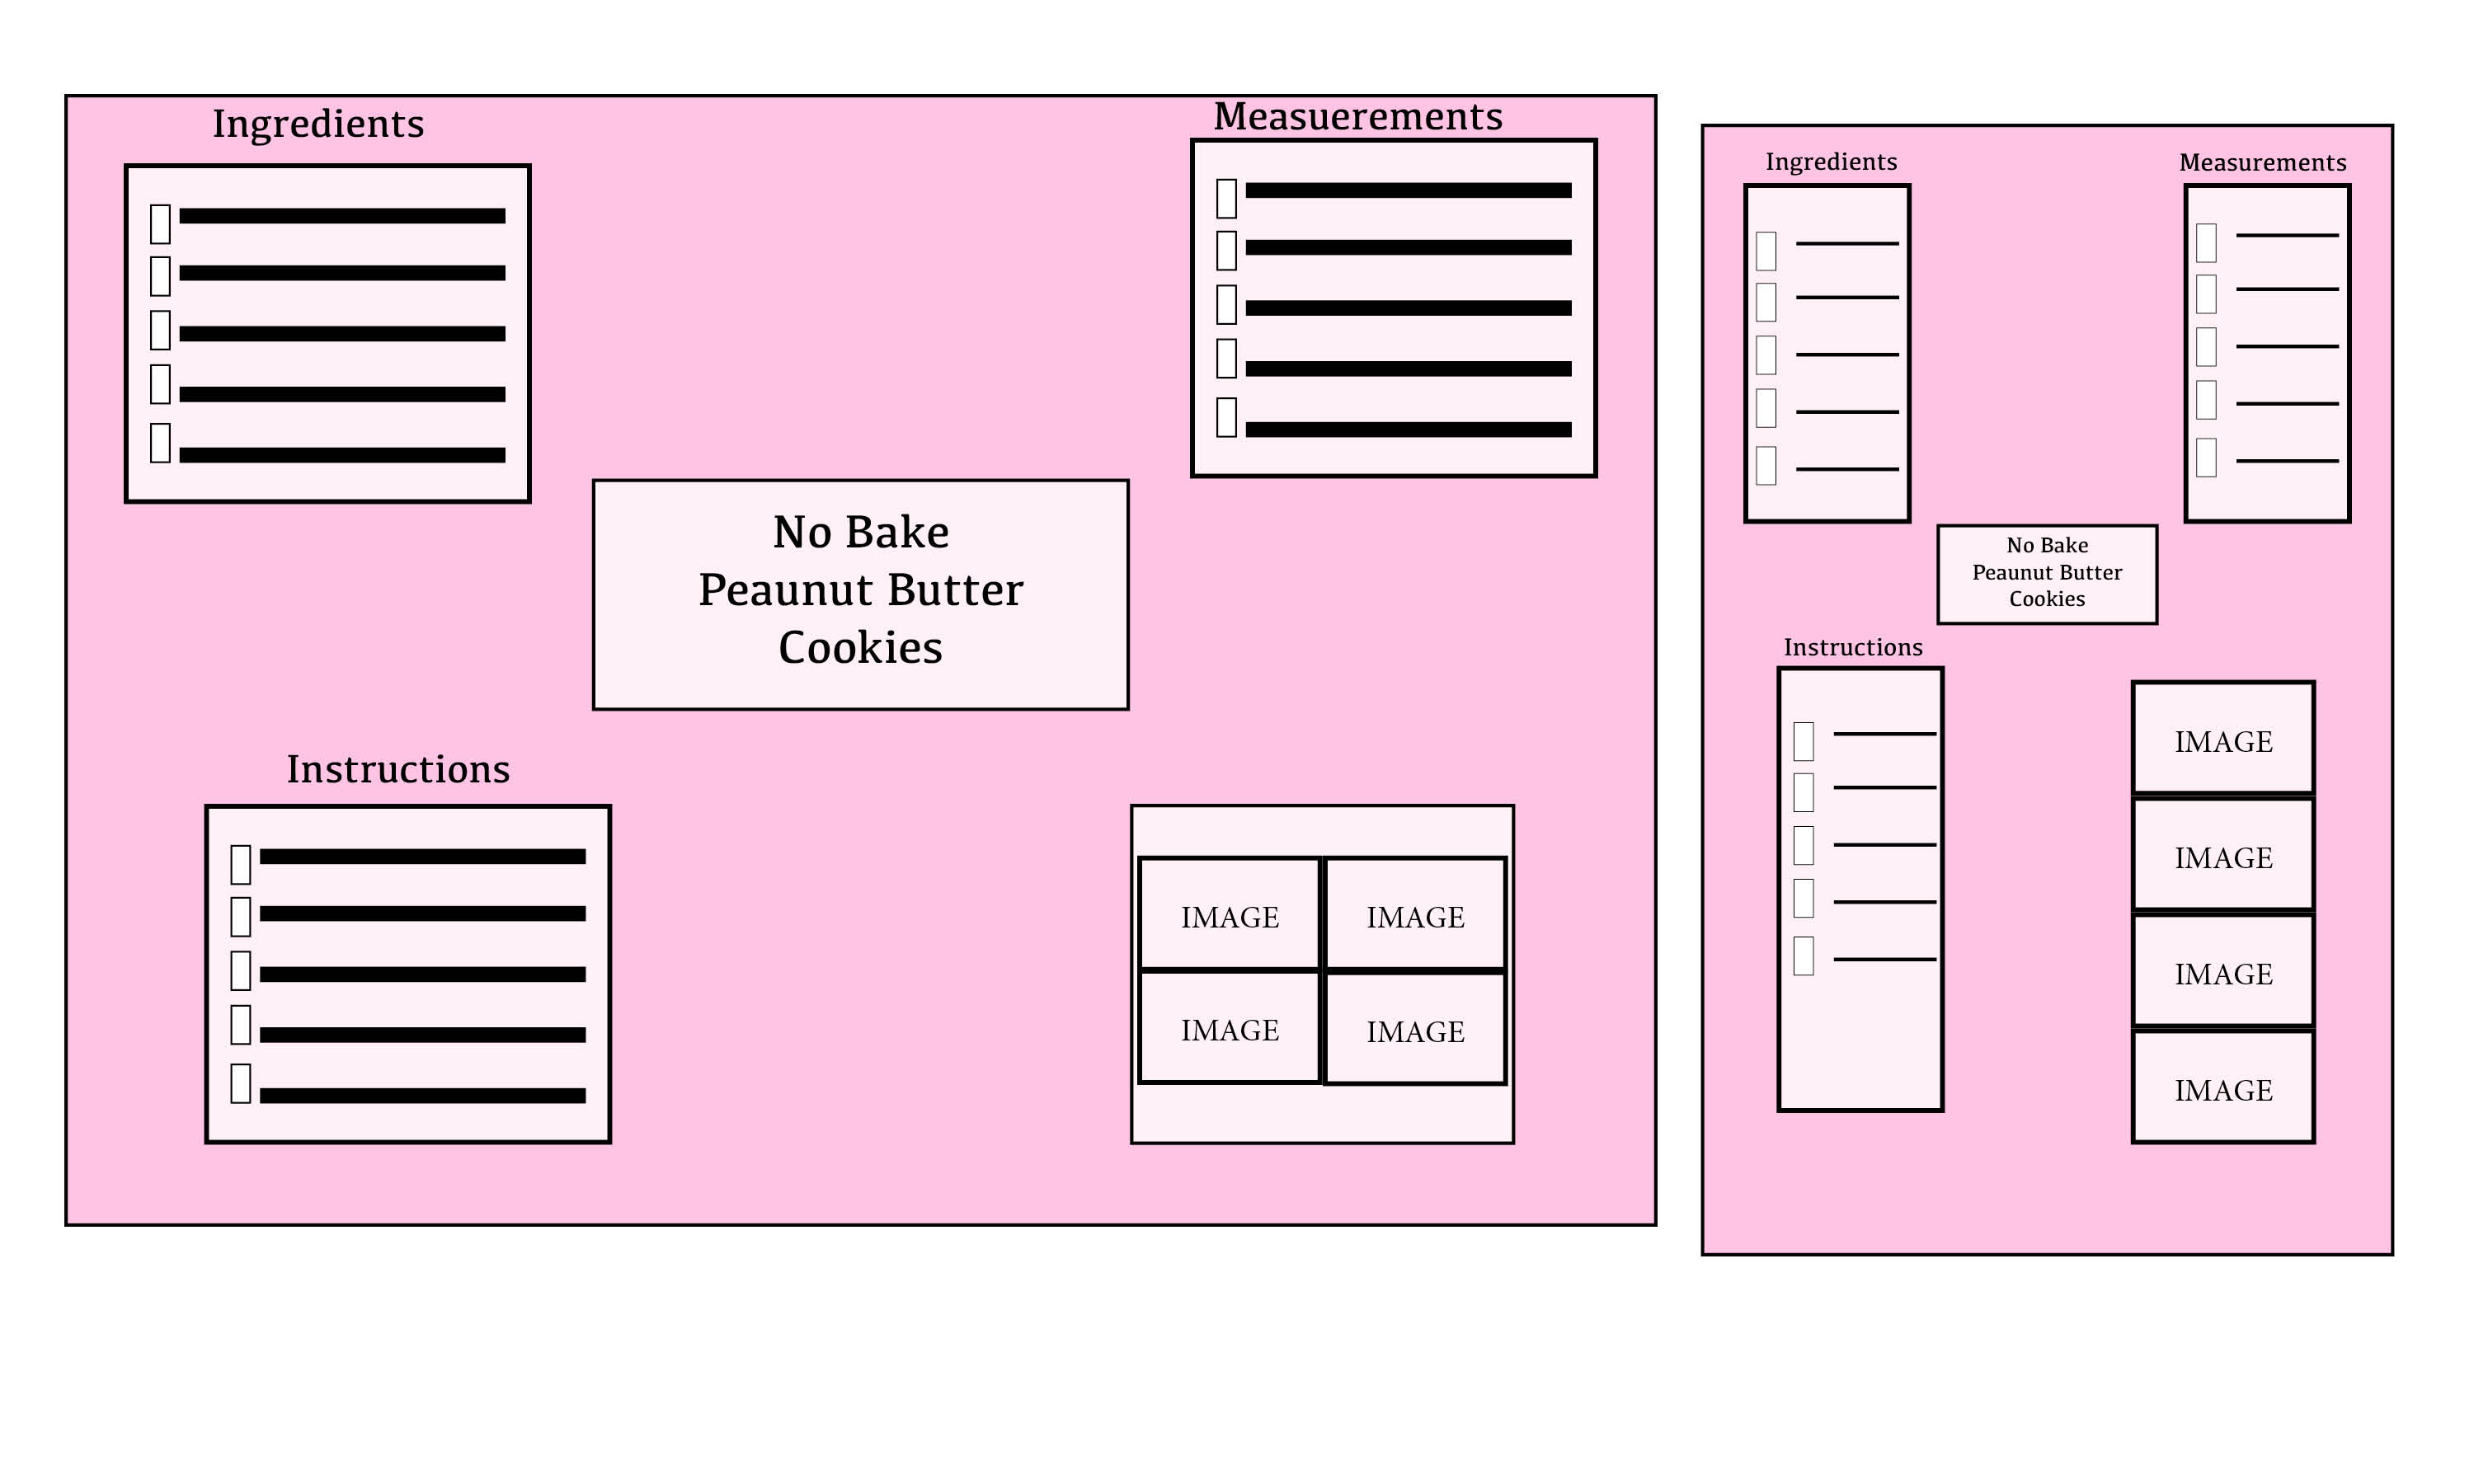 Ingredients
Measuerements
No Bake
Peaunut Butter
Cookies
Instructions
IMAGE IMAGE
IMAGE IMAGE
Ingredients
Measurements
No Bake
Peaunut Butter
Cookies
Instructions
IMAGE
IMAGE
IMAGE
IMAGE